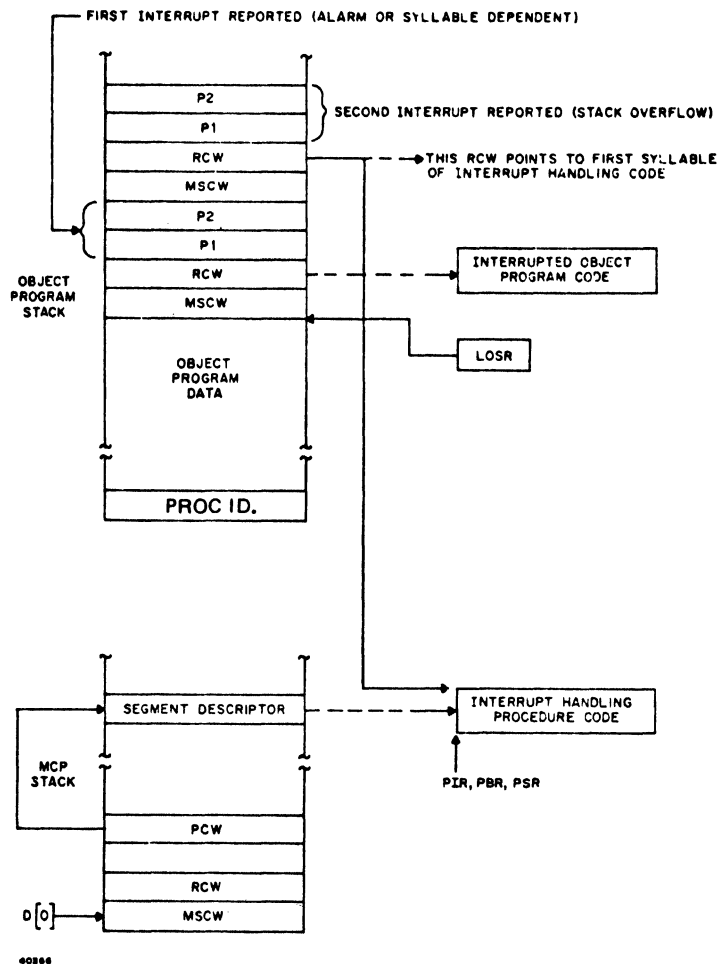 FIRST INTERRUPT REPORTED (ALARM OR SYLLABLE DEPENDENT)
P2
P1
SECOND INTERRUPT REPORTED (STACK OVERFLOW)
RCW
THIS RCW POINTS TO FIRST SYLLABLE
OF INTERRUPT HANDLING CODE
MSCW
P2
P1
OBJECT
PROGRAM
STACK
RCW
INTERRUPTED OBJECT
PROGRAM CODE
MSCW
LOSR
OBJECT
PROGRAM
DATA
PROC ID.
SEGMENT DESCRIPTOR
INTERRUPT HANDLING
PROCEDURE CODE
MCP
STACK
PIR, PBR, PSR
PCW
RCW
D[0]
MSCW